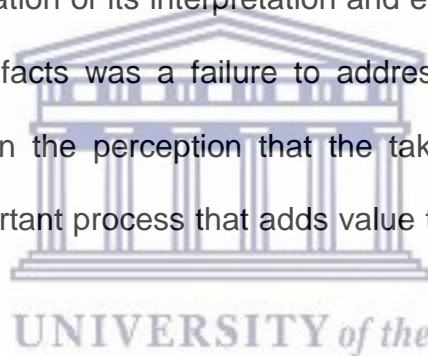 ation of its interpretation and e
facts was a failure to addres
n the perception that the tak
ortant process that adds value t
UNIVERSITY of the